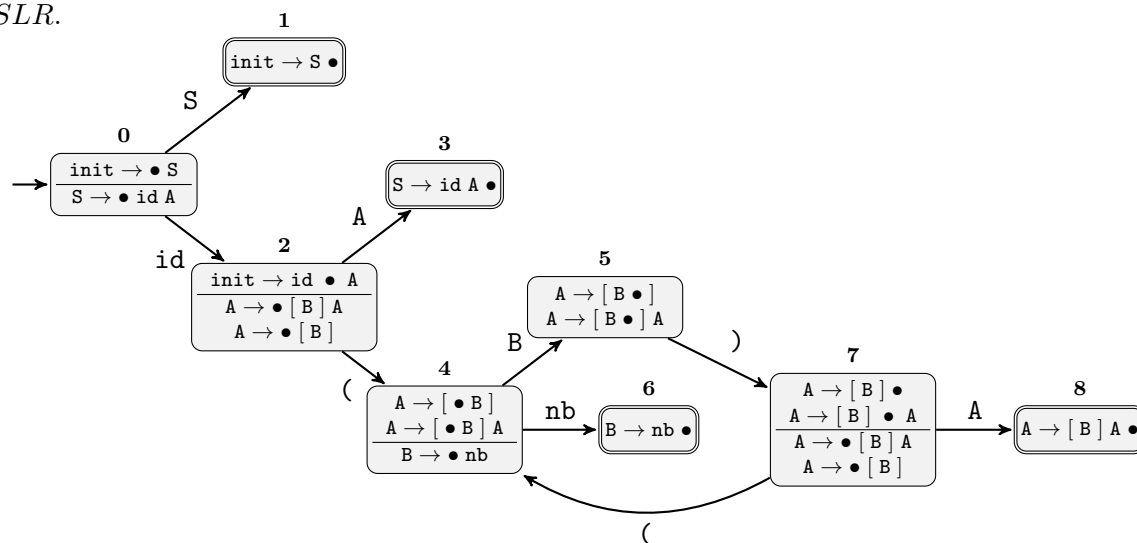 SLR.
1
init → S •
S
0
init → • S
S → • id A
3
S → id A •
A
id
2
init → id • A
A → • [ B ] A
A → • [ B ]
5
A → [ B • ]
A → [ B • ] A
B
)
(
4
A → [ • B ]
A → [ • B ] A
B → • nb
nb
6
B → nb •
7
A → [ B ] •
A → [ B ] • A
A → • [ B ] A
A → • [ B ]
A
8
A → [ B ] A •
(